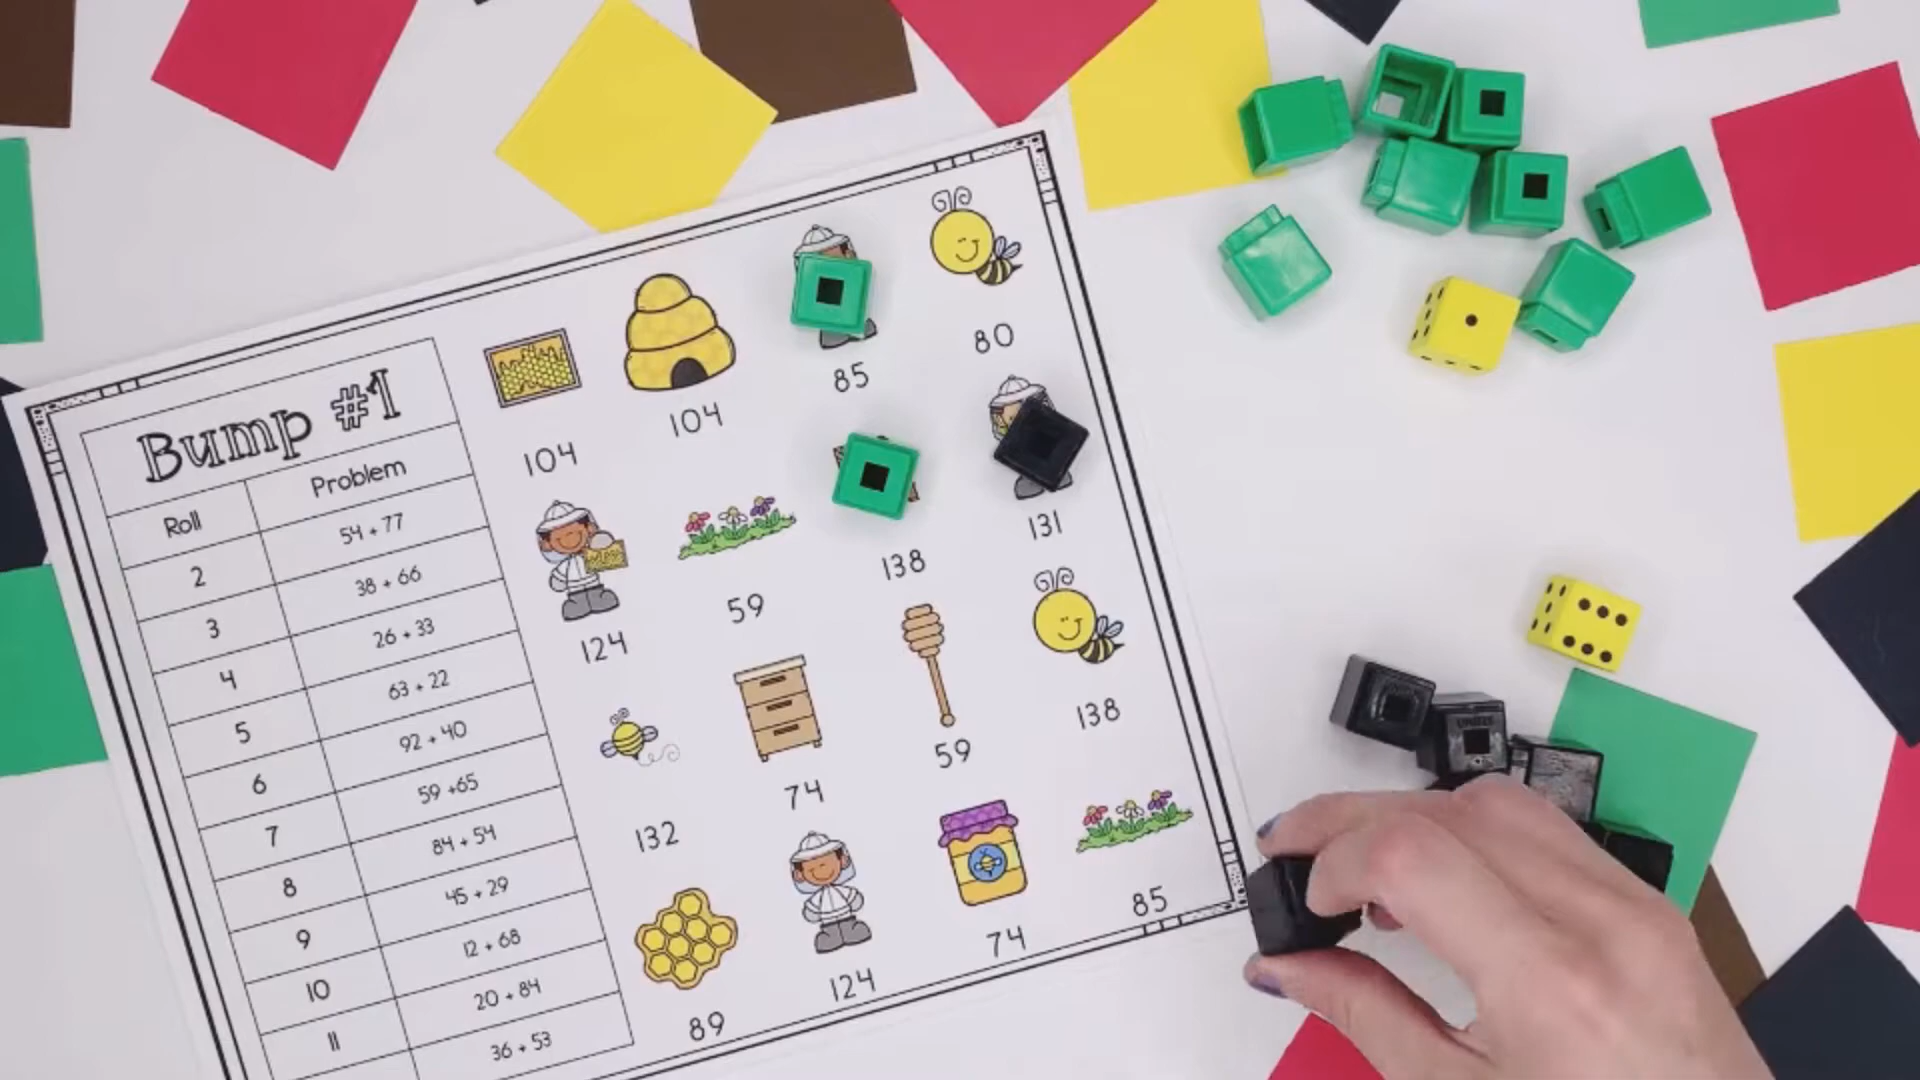 Bump #1
Roll Problem
2 54 + 77
3 38 + 66
4 26 + 33
5 63 + 22
6 92 + 40
7 59 +65
8 84 + 54
9 45 + 29
10 12 + 68
11 20 + 84
36 + 53
104 104 85 80
124 59 138 131
132 74 59 138
89 124 74 85